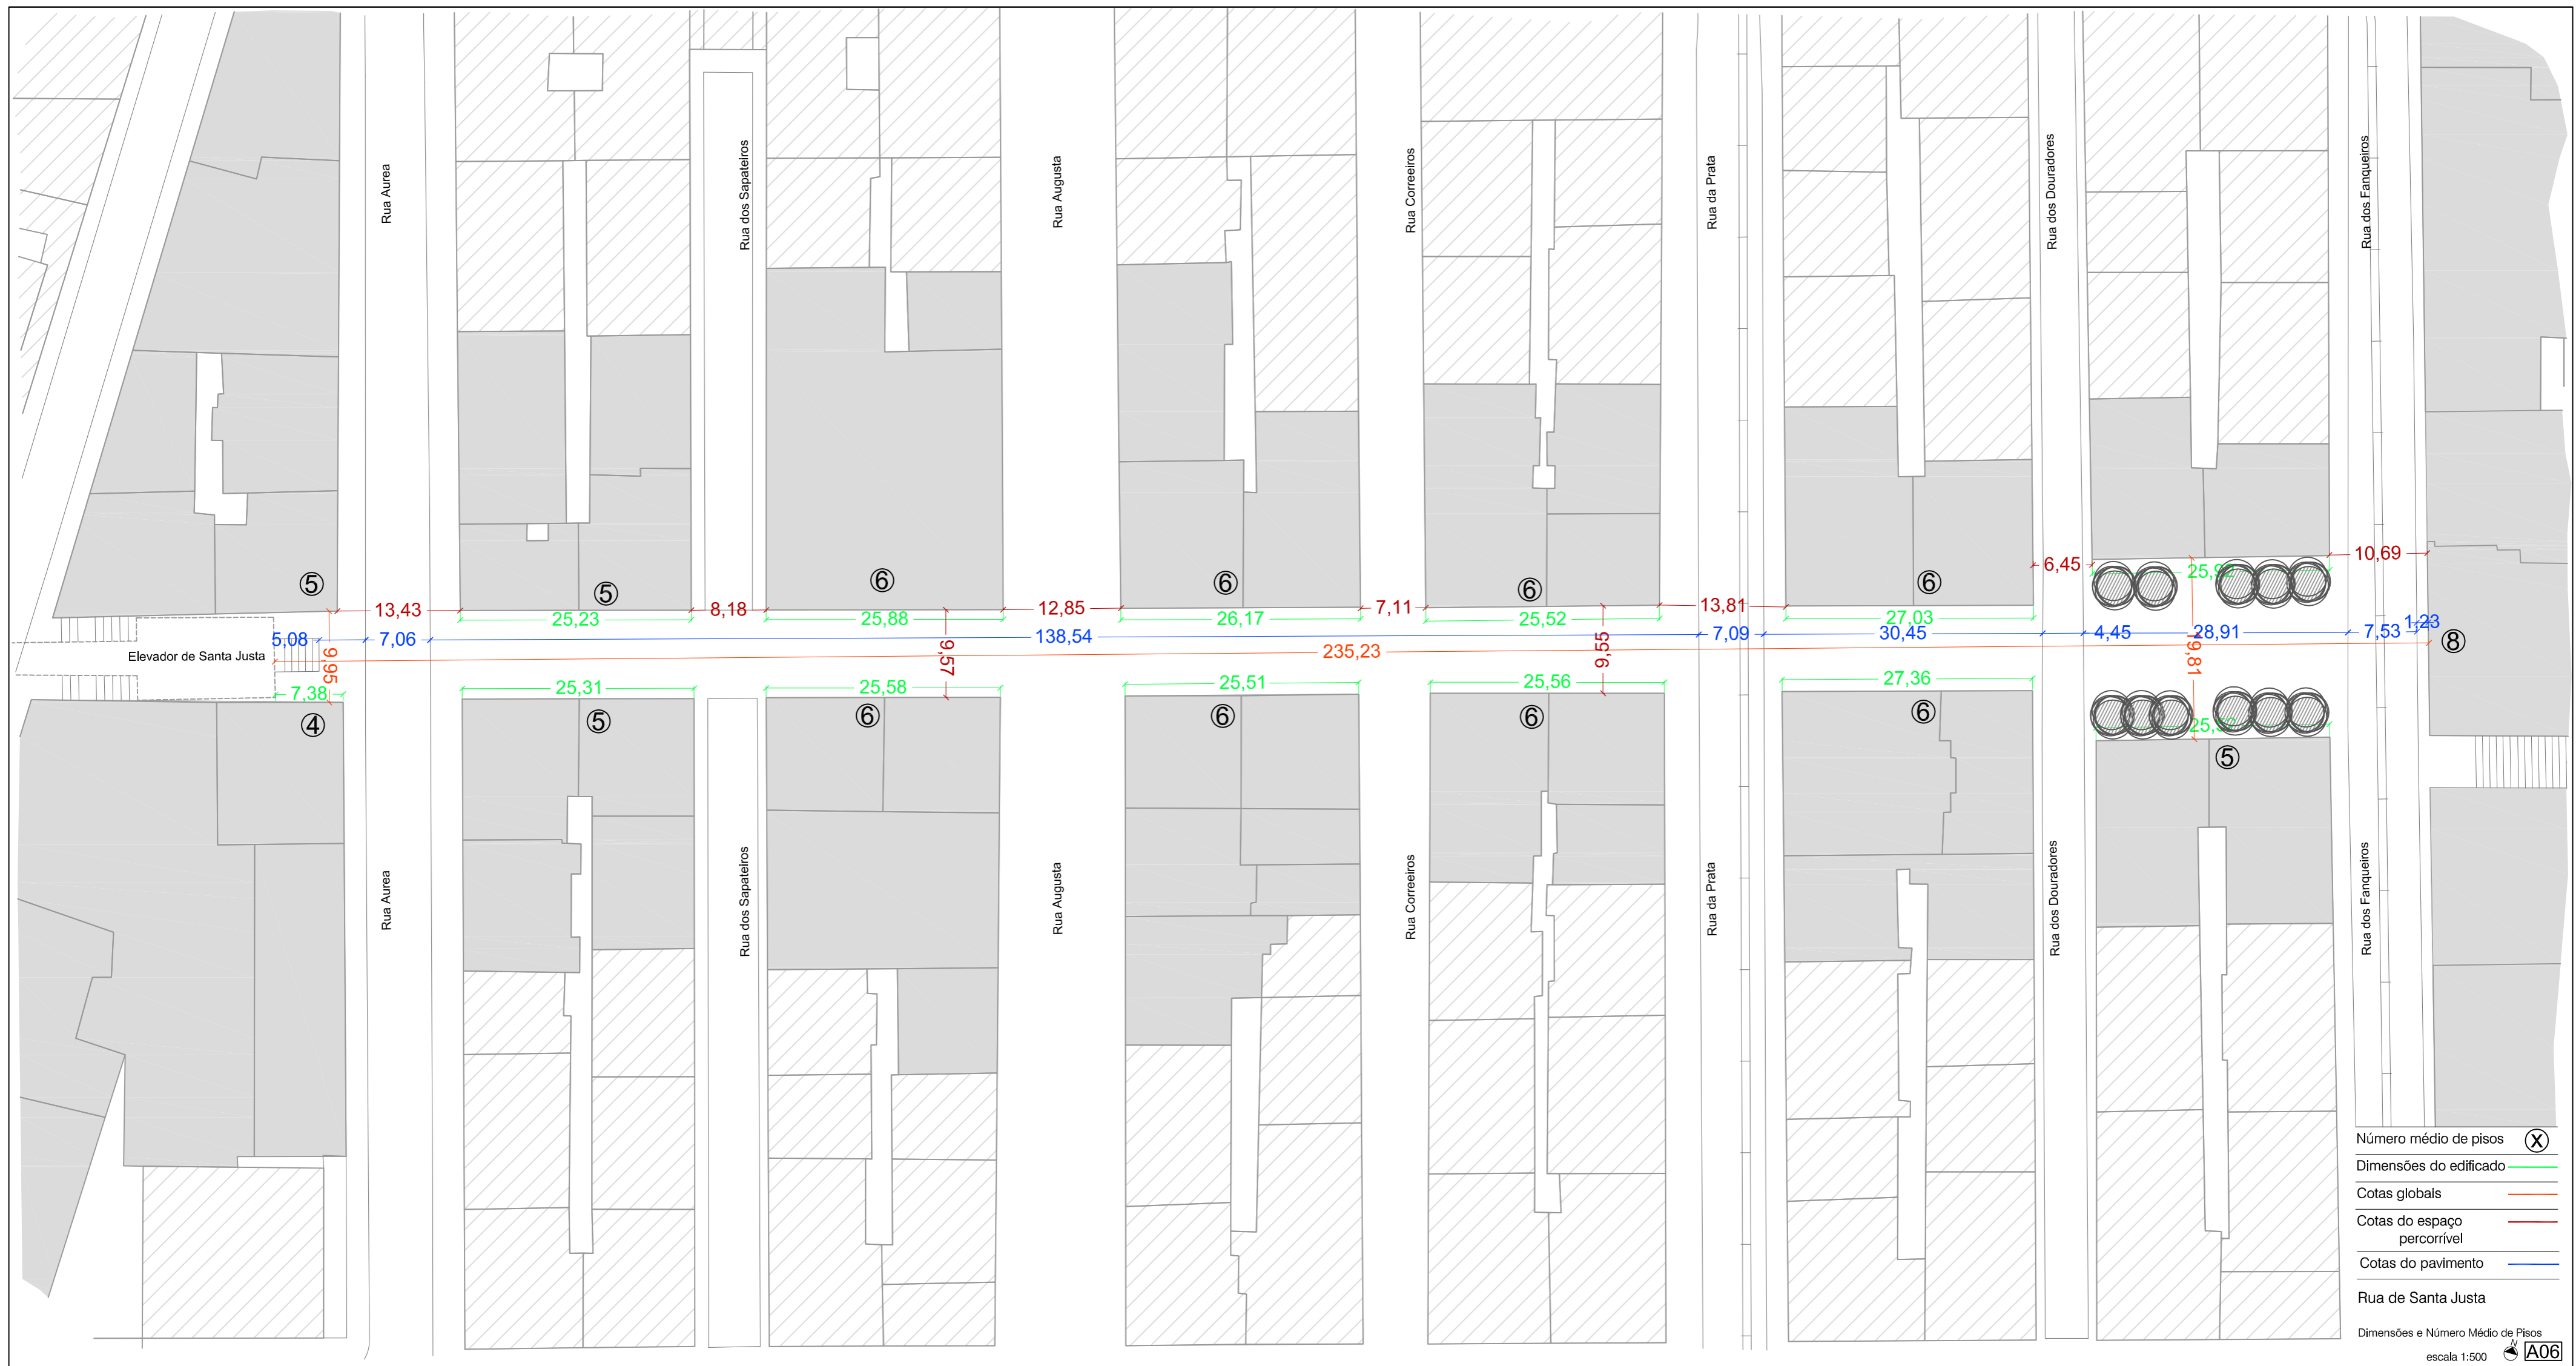 Rua Aurea
Rua dos Sapateiros
Rua Augusta
Rua Correeiros
Rua da Prata
Rua dos Douradores
Rua dos Fanqueiros
5
5
6
6
6
6
13,43
25,23
8,18
25,88
12,85
26,17
7,11
25,52
13,81
27,03
6,45
25,92
10,69
5,08
7,06
138,54
7,09
30,45
4,45
28,91
7,53
1,23
8
Elevador de Santa Justa
9,95
9,57
235,23
9,55
19,81
7,38
25,31
25,58
25,51
25,56
27,36
25,52
4
5
6
6
6
6
5
Rua Aurea
Rua dos Sapateiros
Rua Augusta
Rua Correeiros
Rua da Prata
Rua dos Douradores
Rua dos Fanqueiros
Número médio de pisos X
Dimensões do edificado
Cotas globais
Cotas do espaço
percorrível
Cotas do pavimento
Rua de Santa Justa
Dimensões e Número Médio de Pisos
escala 1:500 N A06